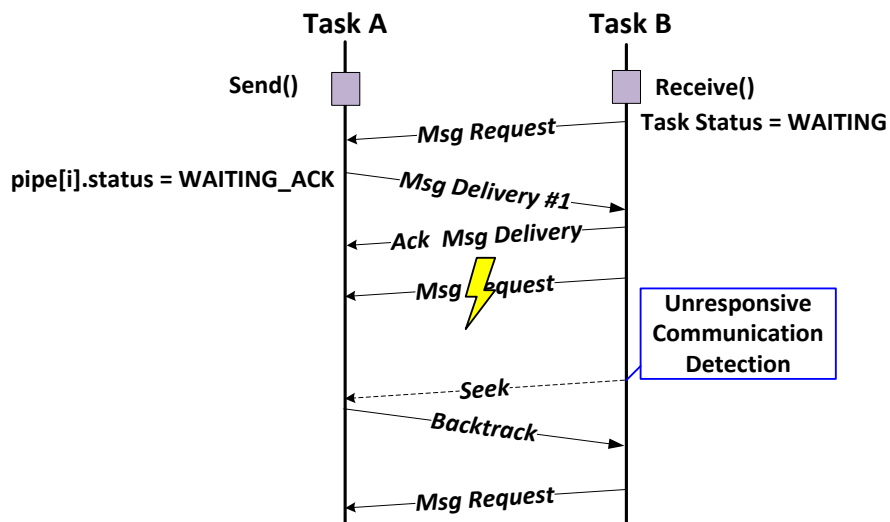 Task A
Task B
Send()
Receive()
Task Status = WAITING
Msg Request
pipe[i].status = WAITING_ACK
Msg Delivery #1
Ack Msg Delivery
Msg equest
Unresponsive
Communication
Detection
Seek
Backtrack
Msg Request